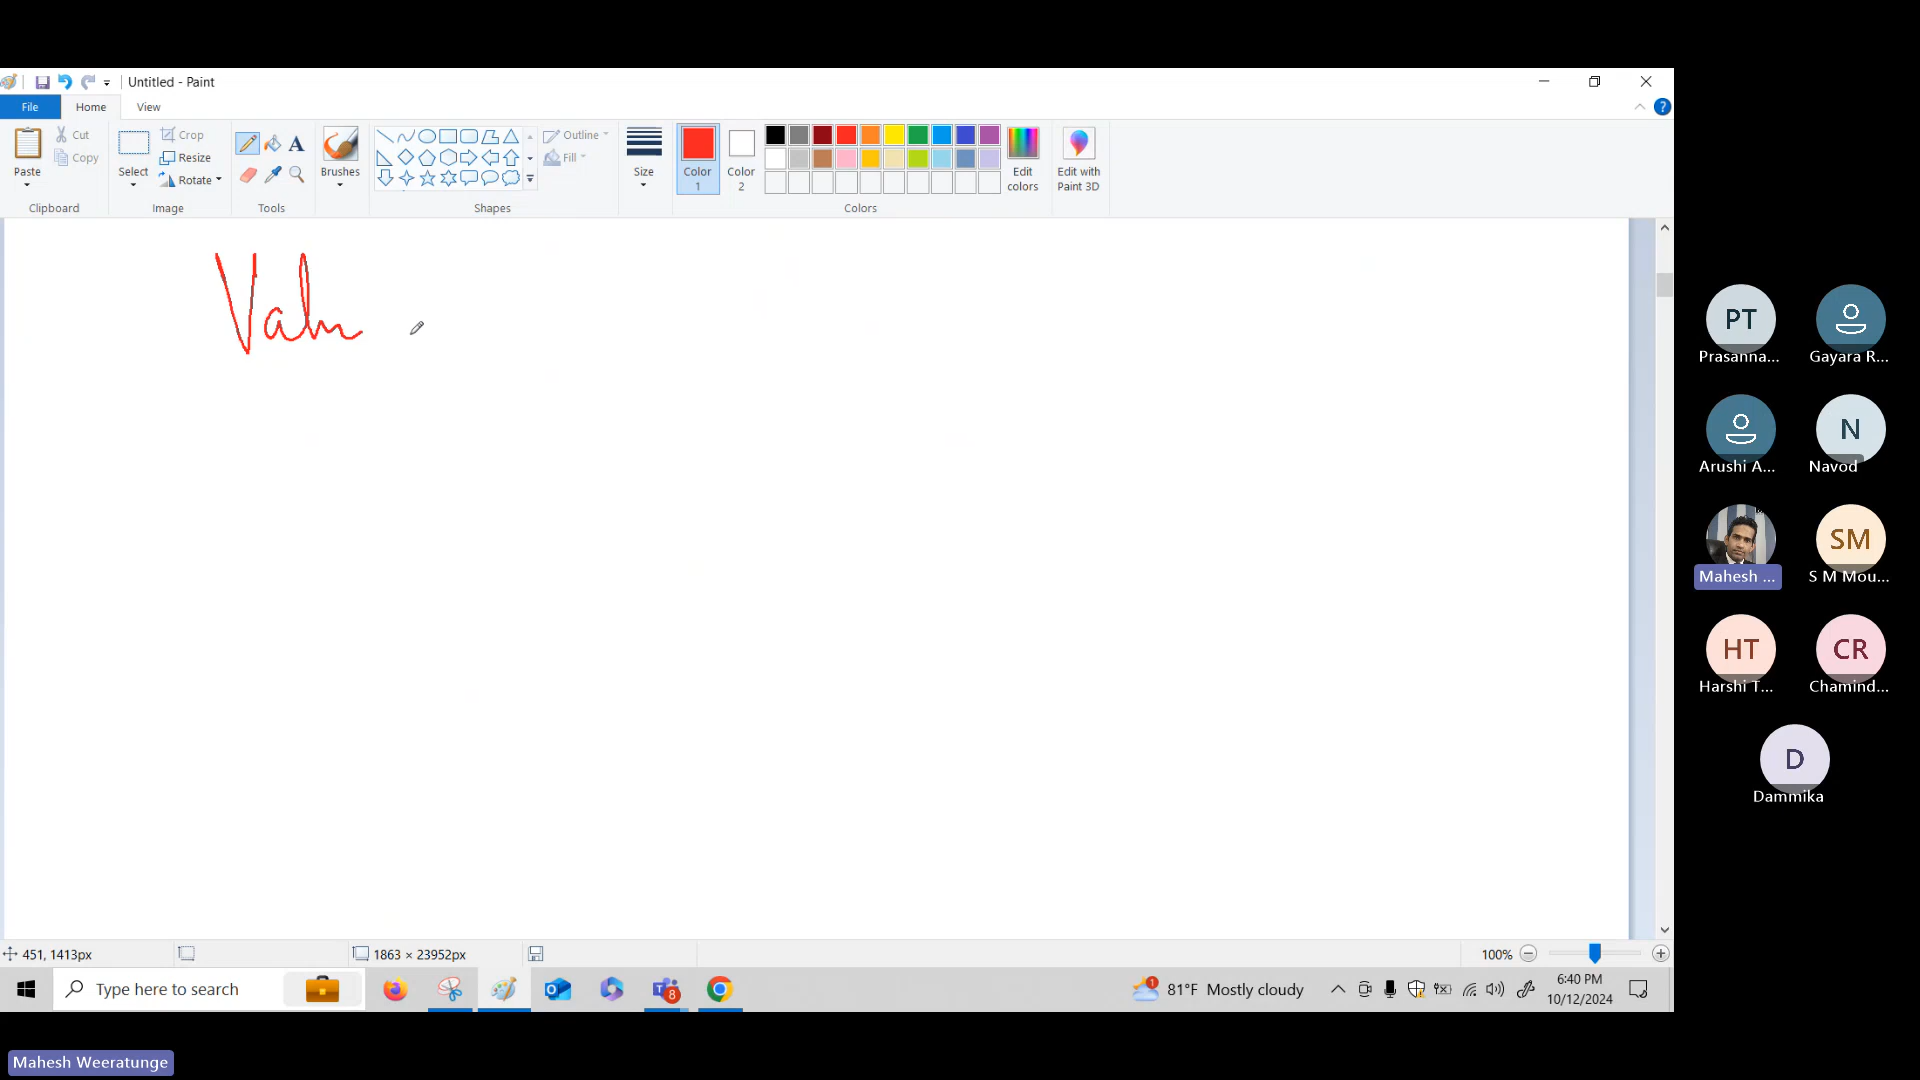 Untitled - Paint
File Home View
Paste Cut Copy Select Crop Resize Rotate Brushes Outline Fill Size Color 1 Color 2 Edit colors Edit with Paint 3D
Clipboard Image Tools Shapes Colors
Valu
PT
Prasanna...
Gayara R...
Arushi A...
N
Navod
Mahesh ...
SM
S M Mou...
HT
Harshi T...
CR
Chamind...
D
Dammika
451, 1413px 1863 × 23952px 100%
Type here to search 8 1 81°F Mostly cloudy 6:40 PM
10/12/2024
Mahesh Weeratunge